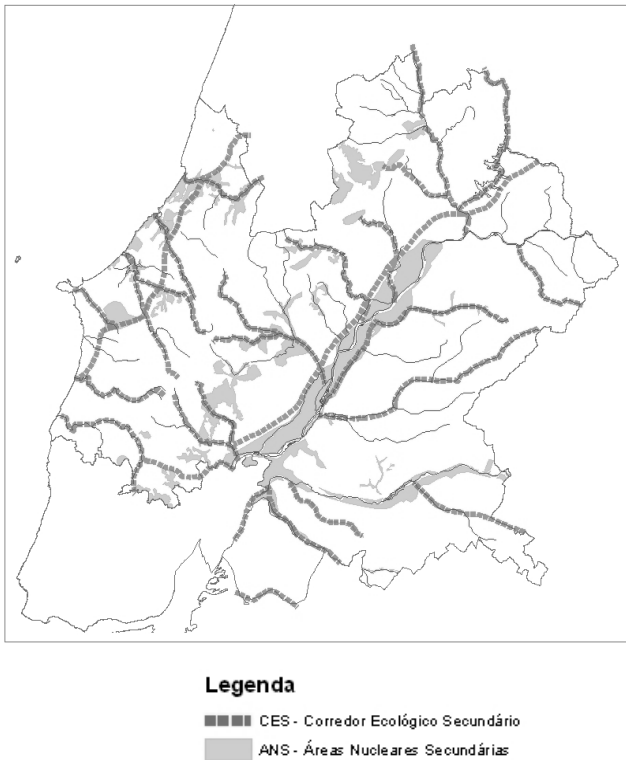 Legenda
CES - Corredor Ecológico Secundário
ANS - Áreas Nucleares Secundárias